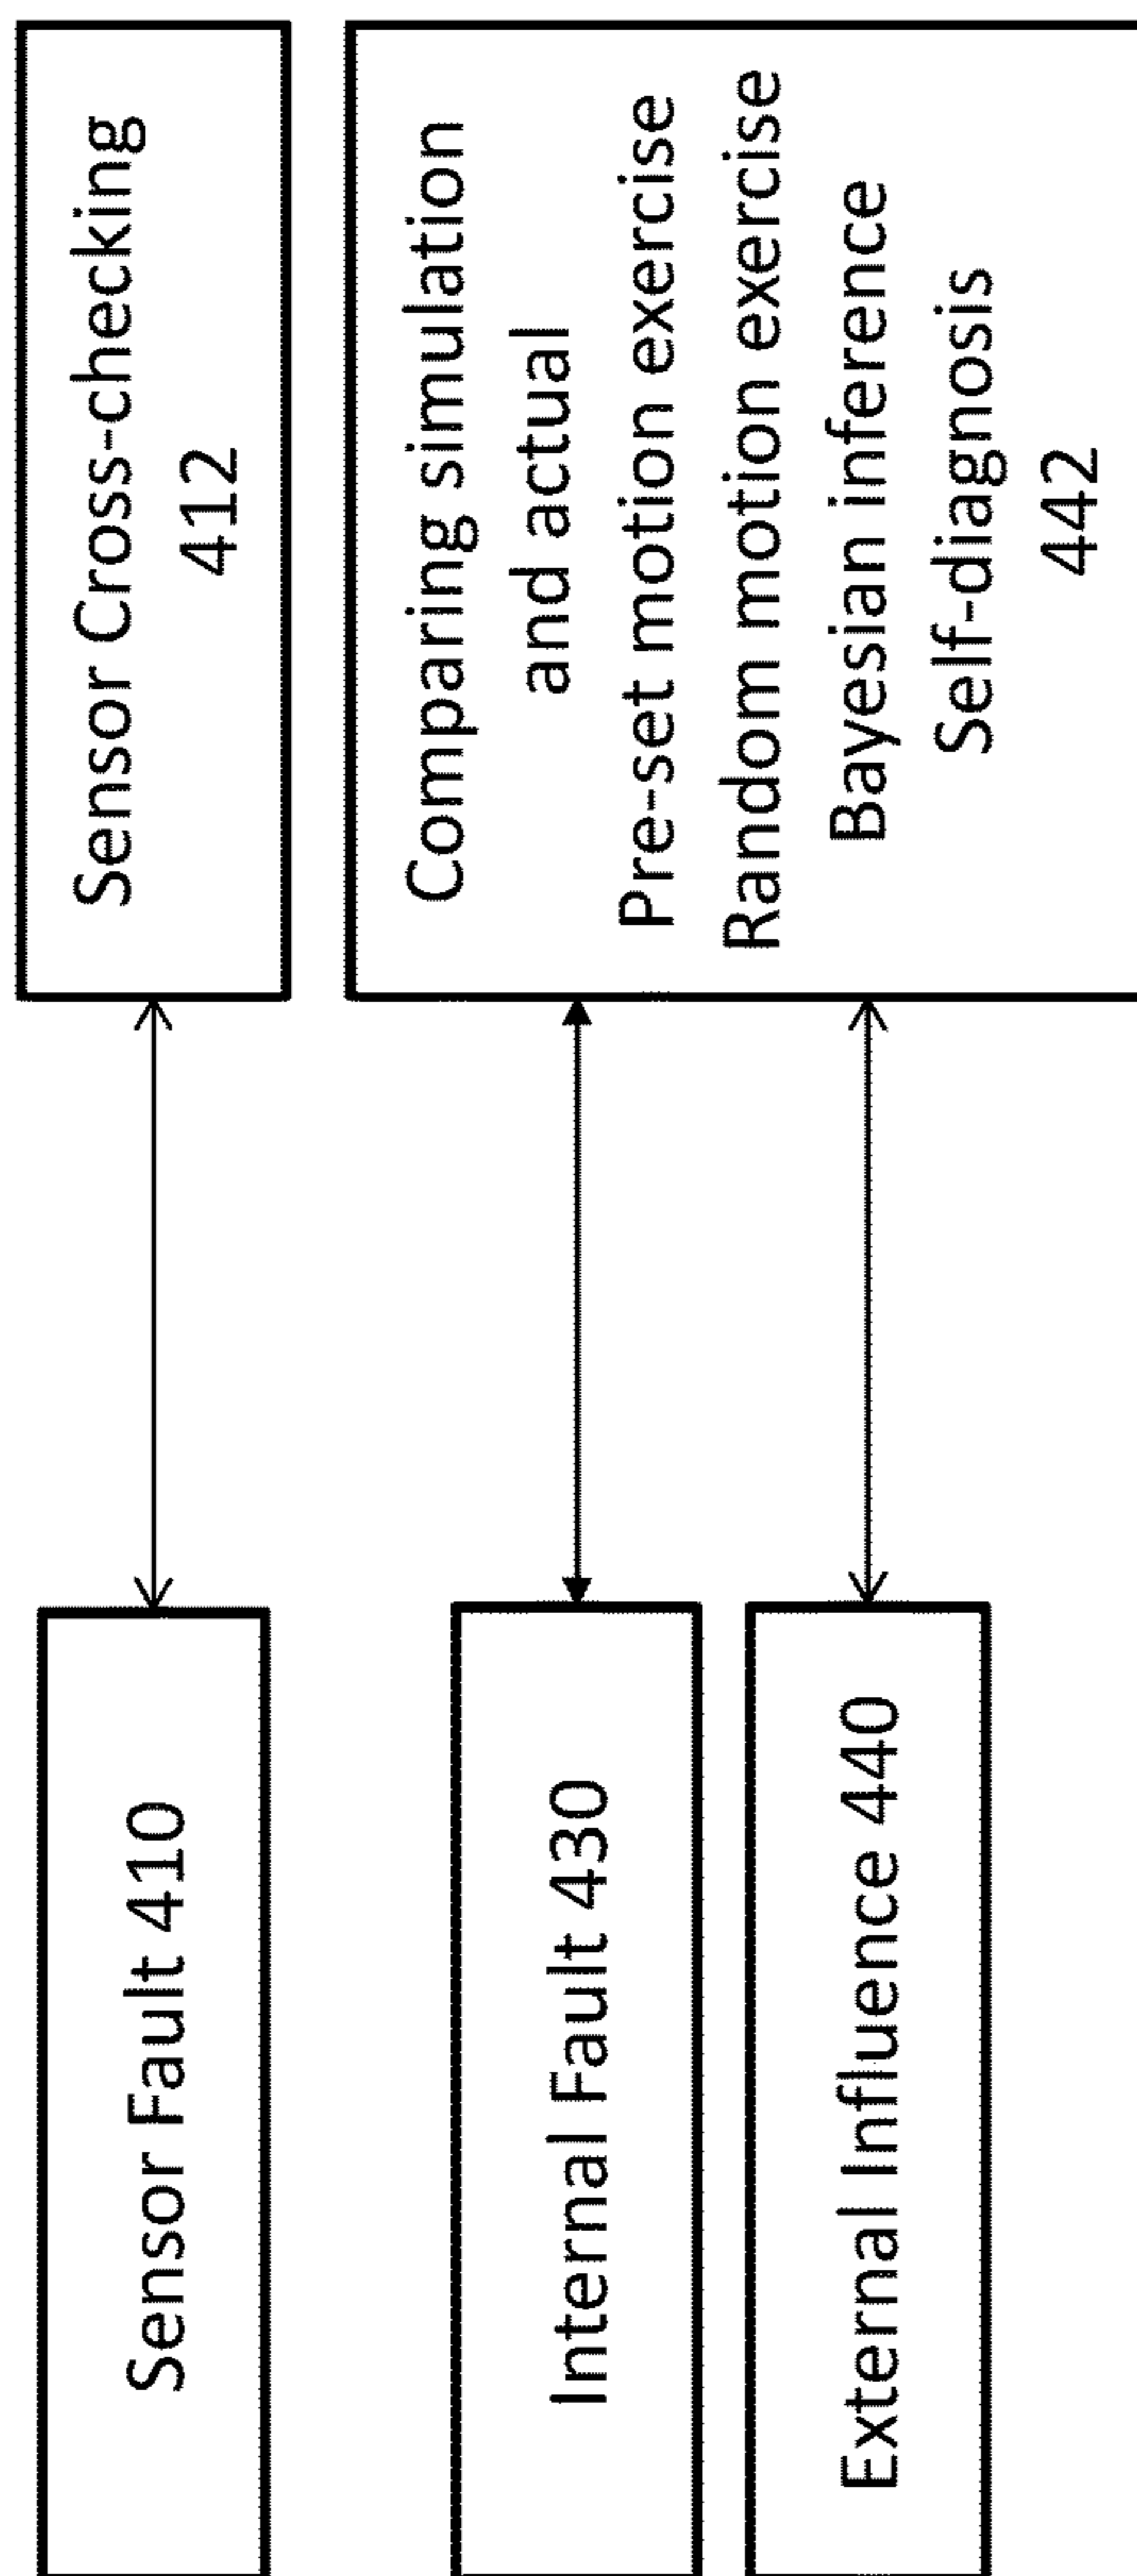 Sensor Fault 410
Sensor Cross-checking
412
Internal Fault 430
External Influence 440
Comparing simulation
and actual
Pre-set motion exercise
Random motion exercise
Bayesian inference
Self-diagnosis
442